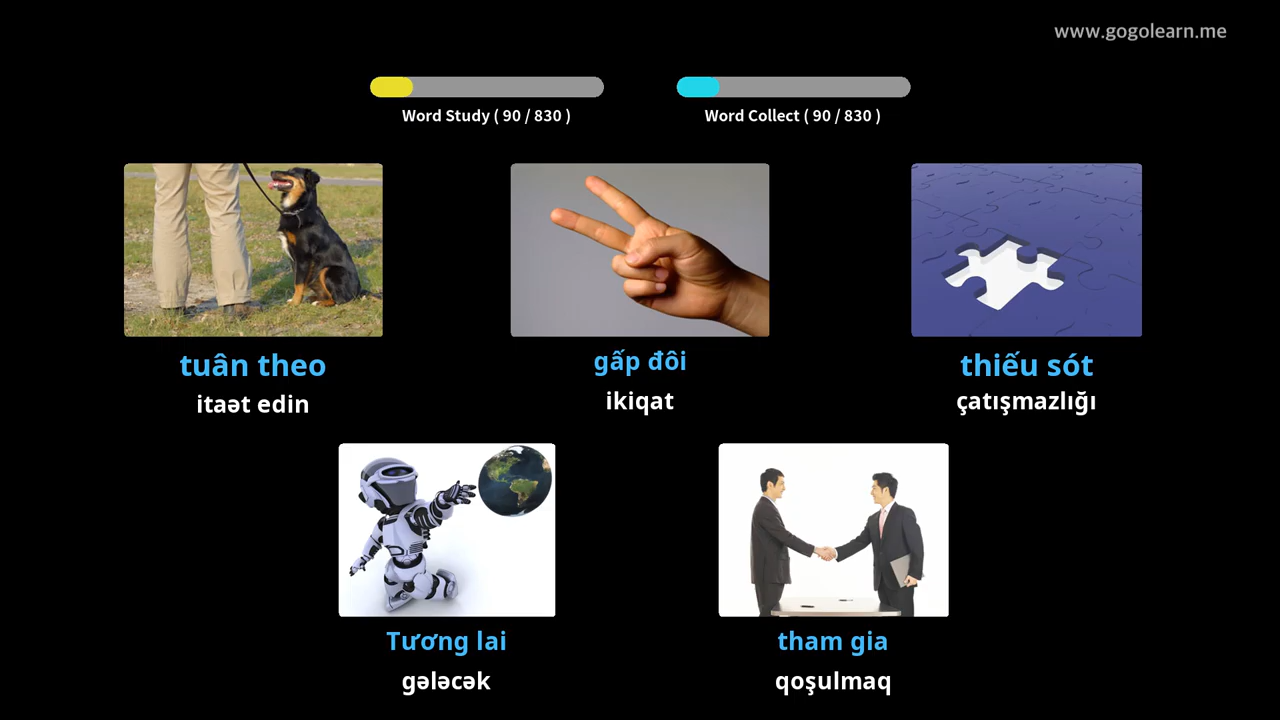 www.gogolearn.me
Word Study ( 90 / 830 )
Word Collect ( 90 / 830 )
tuân theo
itaət edin
gấp đôi
ikiqat
thiếu sót
çatışmazlığı
Tương lai
gələcək
tham gia
qoşulmaq